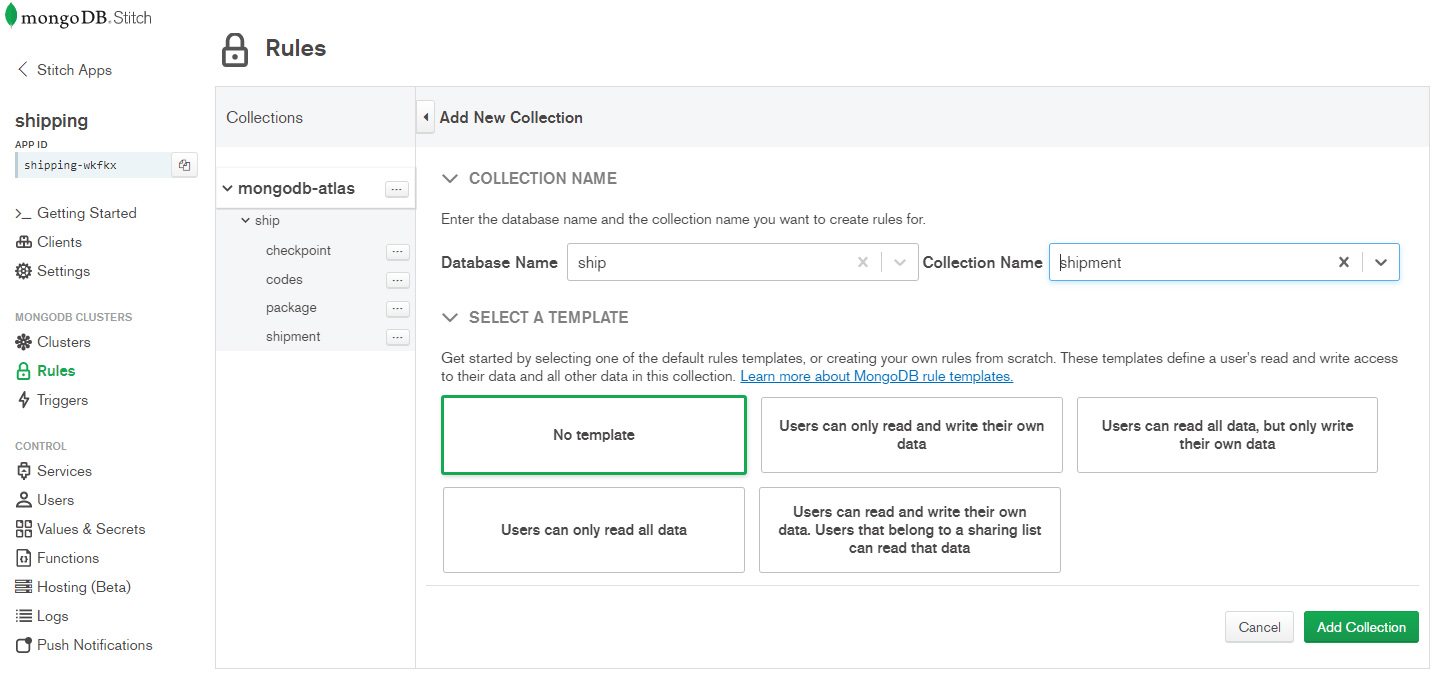 mongoDB. Stitch
Stitch Apps
shipping
APP ID
shipping-wkfkx
Getting Started
Clients
Settings
MONGODB CLUSTERS
Clusters
Rules
Triggers
CONTROL
Services
Users
Values & Secrets
Functions
Hosting (Beta)
Logs
Push Notifications
Rules
Collections
mongodb-atlas
ship
checkpoint
codes
package
shipment
Add New Collection
COLLECTION NAME
Enter the database name and the collection name you want to create rules for.
Database Name ship Collection Name shipment
SELECT A TEMPLATE
Get started by selecting one of the default rules templates, or creating your own rules from scratch. These templates define a user's read and write access
to their data and all other data in this collection. Learn more about MongoDB rule templates.
No template
Users can only read and write their own
data
Users can read all data, but only write
their own data
Users can only read all data
Users can read and write their own
data. Users that belong to a sharing list
can read that data
Cancel
Add Collection